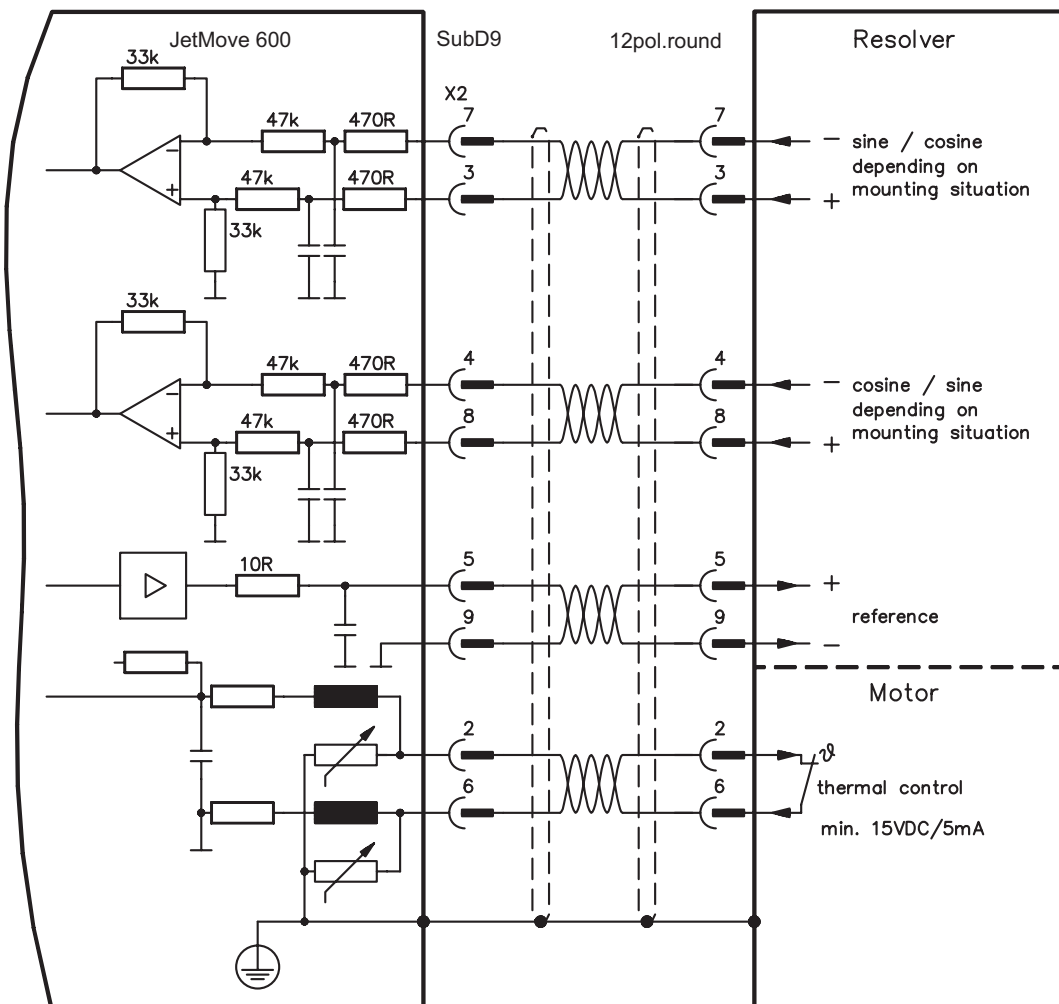 JetMove 600
SubD9
12pol.round
Resolver
33k
X2
47k
470R
7
7
− sine / cosine
depending on
mounting situation
47k
470R
3
3
+
33k
33k
47k
470R
4
4
− cosine / sine
depending on
mounting situation
47k
470R
8
8
+
33k
10R
5
5
+
reference
9
9
−
Motor
2
2
ϑ
thermal control
6
6
min. 15VDC/5mA